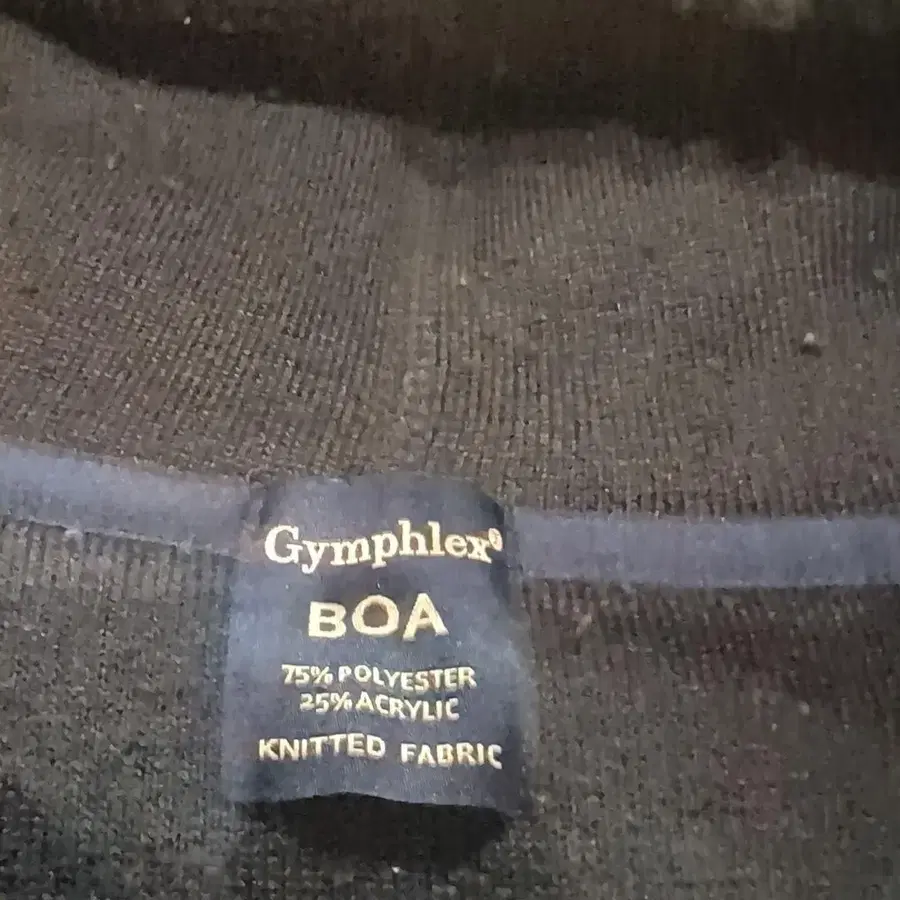 Gymphlex®
BOA
75% POLYESTER
25% ACRYLIC
KNITTED FABRIC